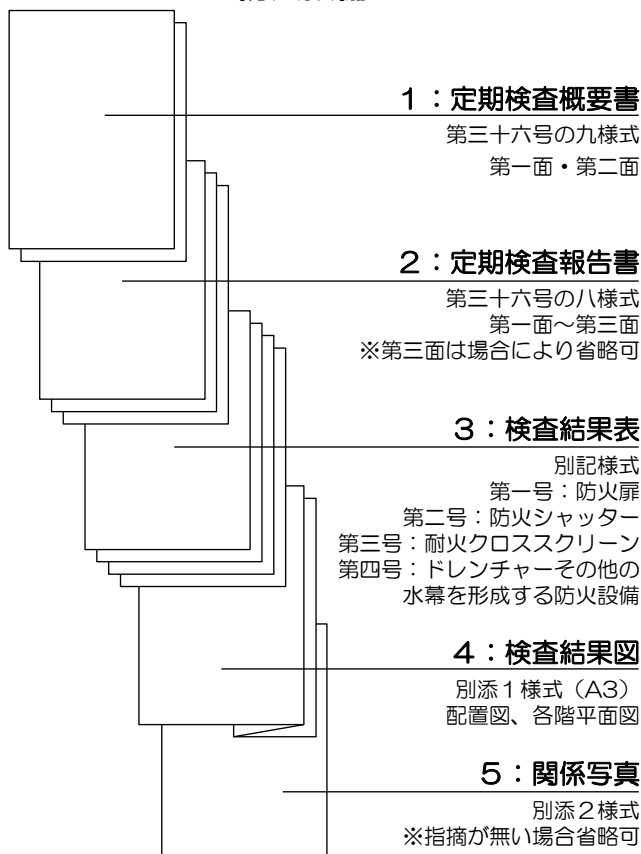 1：定期検査概要書
第三十六号の九様式
第一面・第二面
2：定期検査報告書
第三十六号の八様式
第一面～第三面
※第三面は場合により省略可
3：検査結果表
別記様式
第一号：防火扉
第二号：防火シャッター
第三号：耐火クロススクリーン
第四号：ドレンチャーその他の
水幕を形成する防火設備
4：検査結果図
別添１様式（A3）
配置図、各階平面図
5：関係写真
別添２様式
※指摘が無い場合省略可